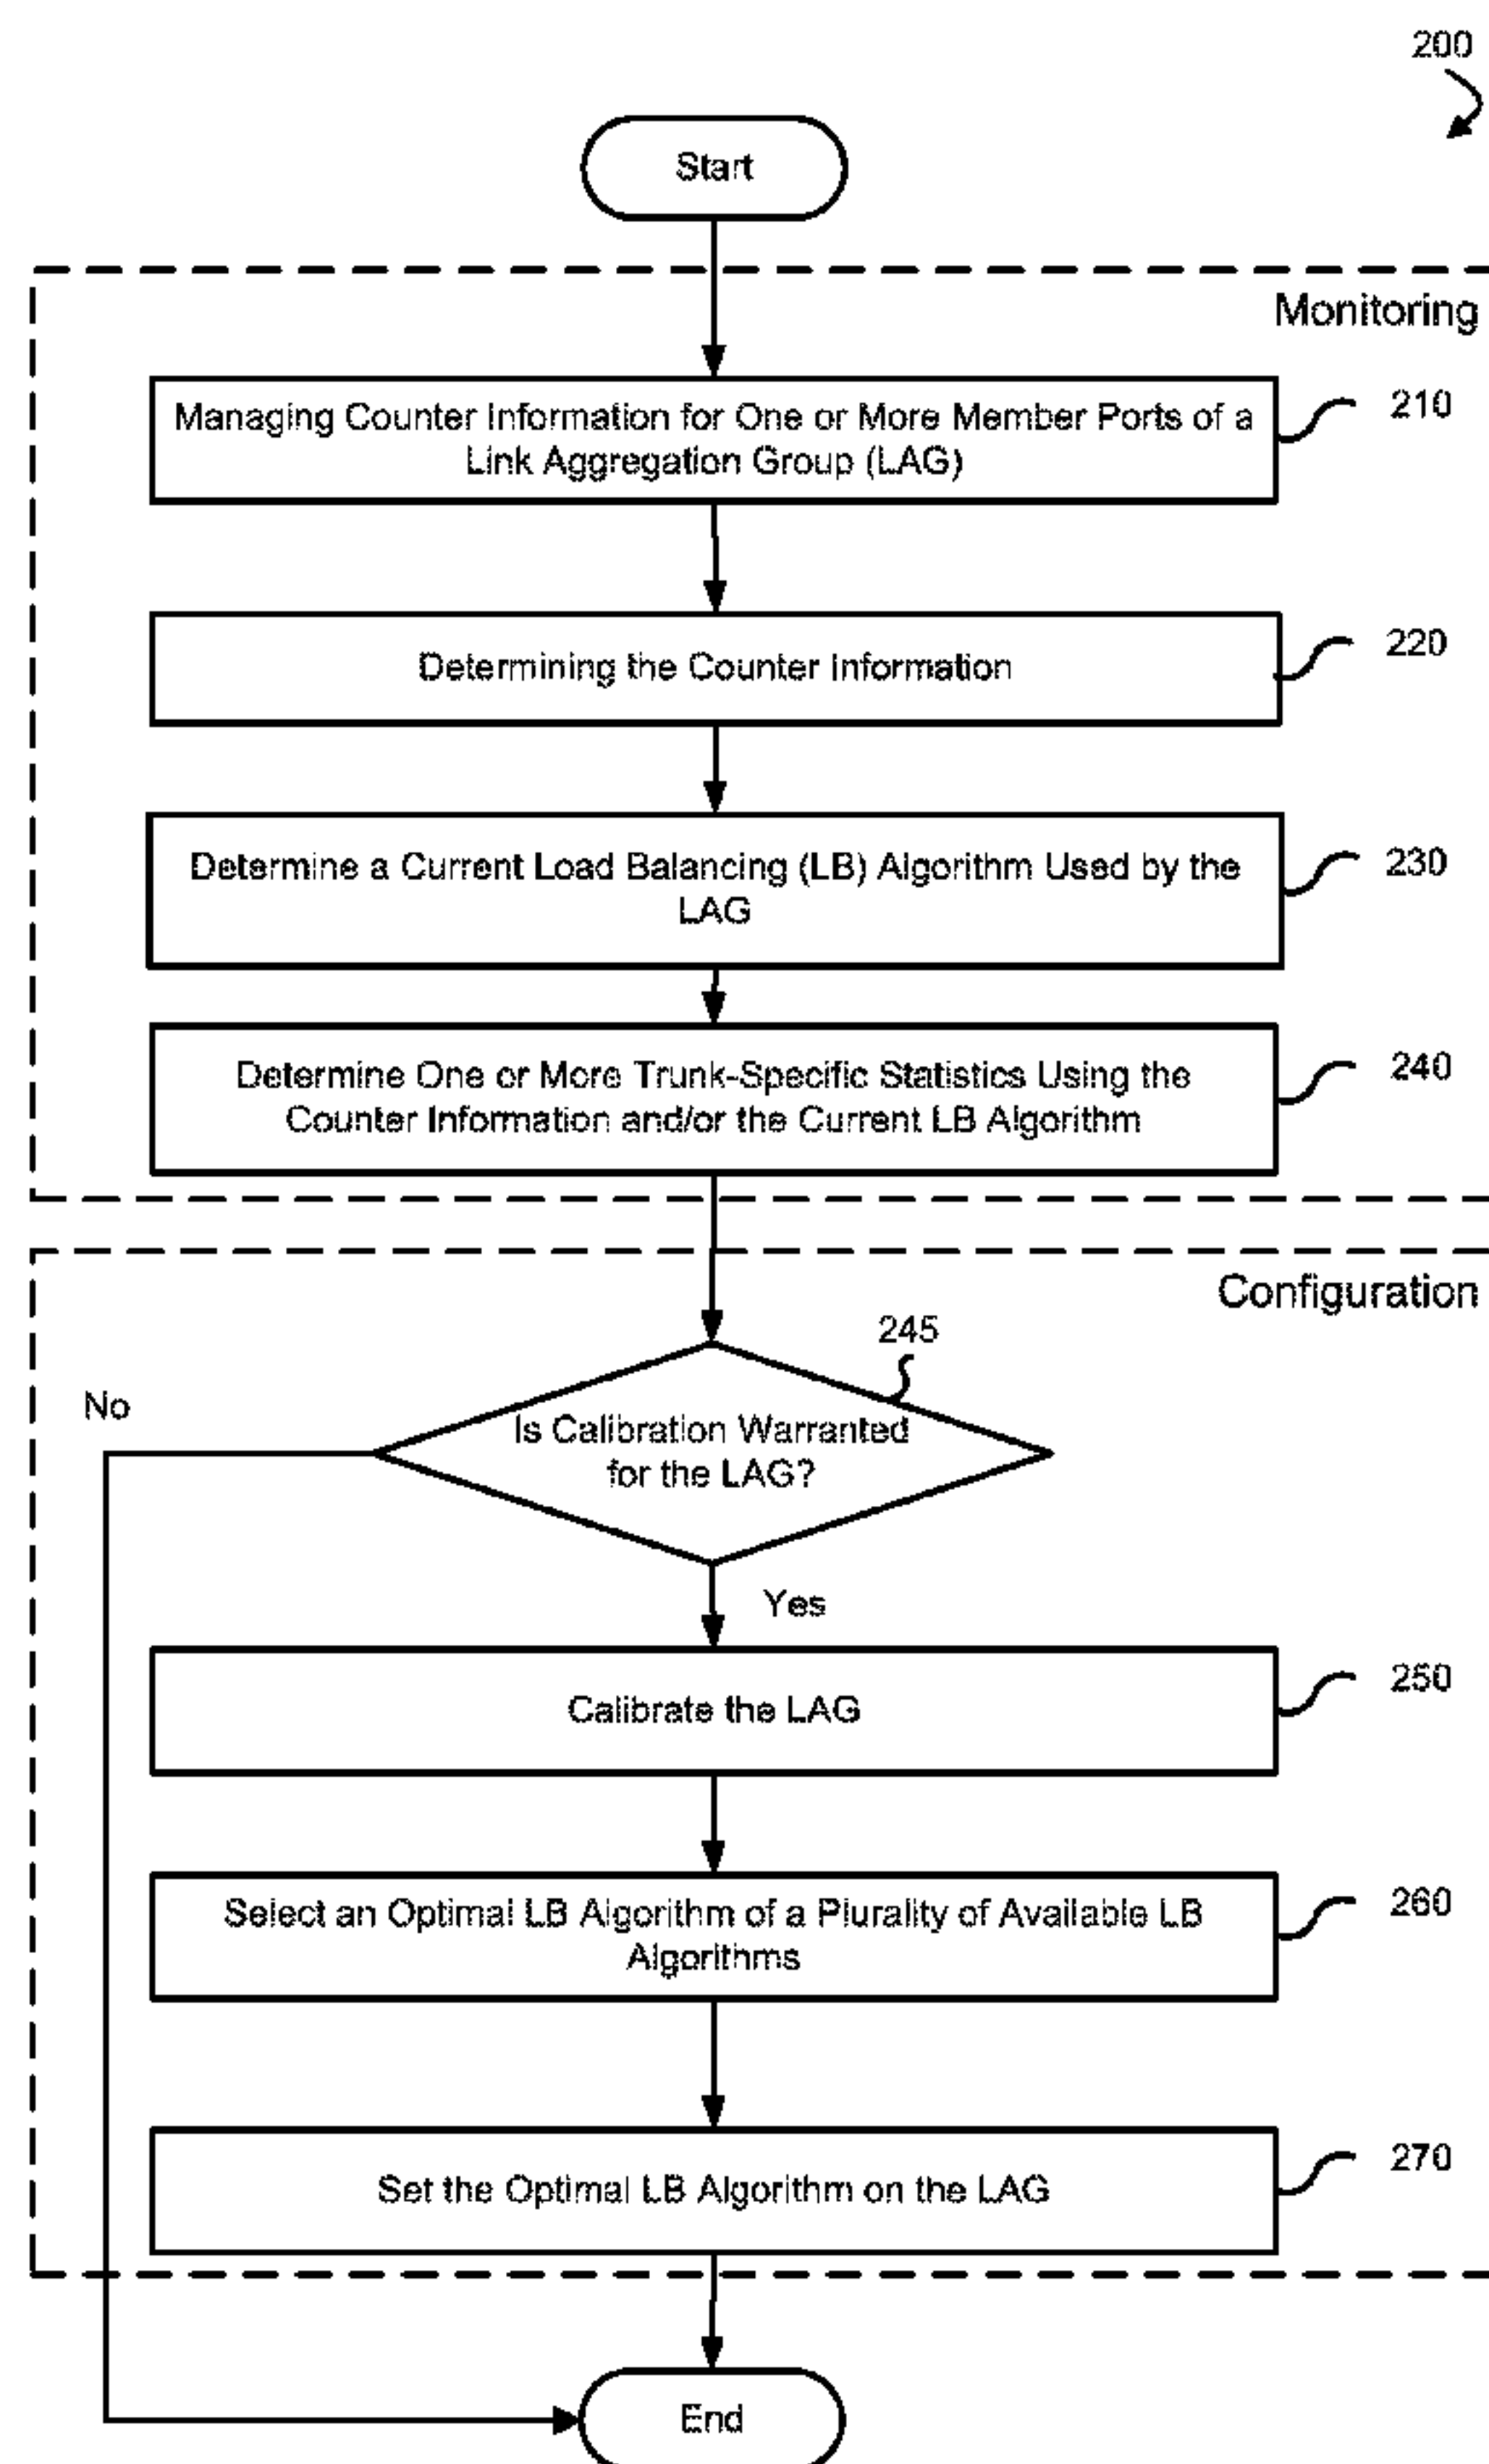 200
Start
Monitoring
Managing Counter Information for One or More Member Ports of a
Link Aggregation Group (LAG)
210
Determining the Counter Information
220
Determine a Current Load Balancing (LB) Algorithm Used by the
LAG
230
Determine One or More Trunk-Specific Statistics Using the
Counter Information and/or the Current LB Algorithm
240
Configuration
245
No
Is Calibration Warranted
for the LAG?
Yes
Calibrate the LAG
250
Select an Optimal LB Algorithm of a Plurality of Available LB
Algorithms
260
Set the Optimal LB Algorithm on the LAG
270
End